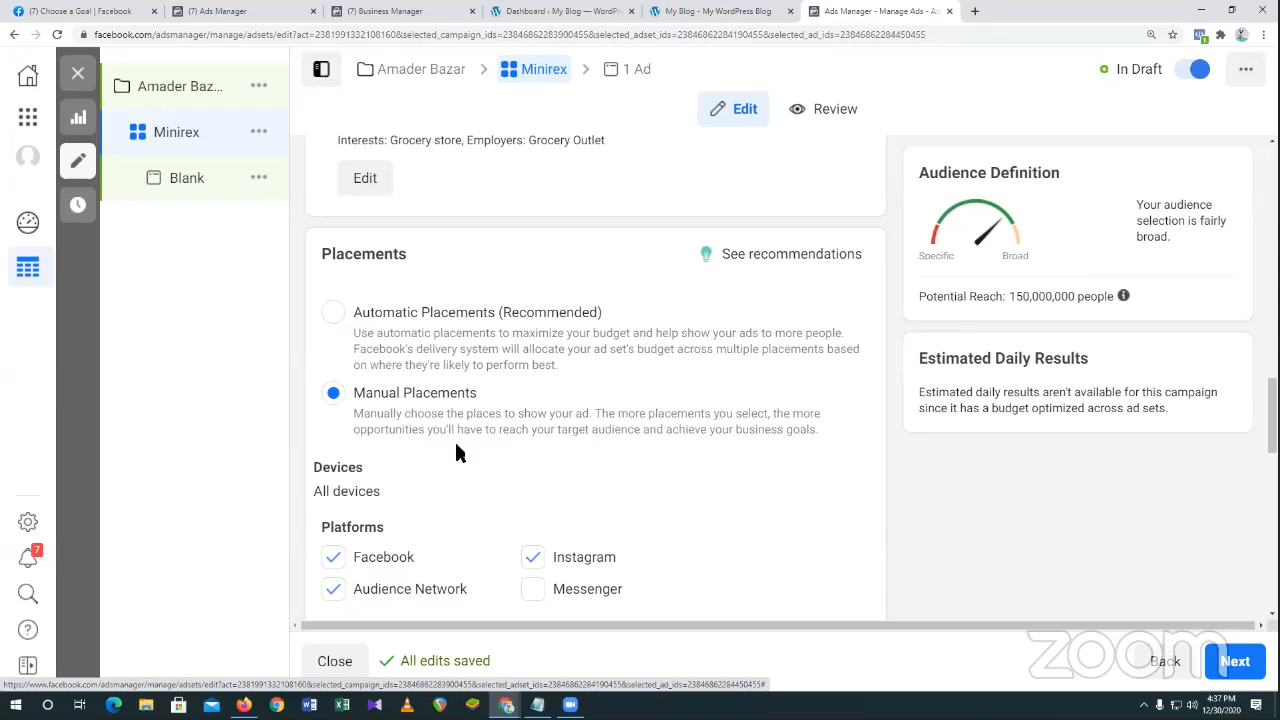 (7) Choose a Goal | Facebook
(7) Ads Manager
(7) Business Manager
Dashboard ‹ My Blog — WordPr
My Blog – My WordPress Blog
Ads Manager - Manage Ads - Ad
facebook.com/adsmanager/manage/adsets/edit?act=2381991332108160&selected_campaign_ids=23846862283900455&selected_adset_ids=23846862284190455&selected_ad_ids=23846862284450455
Amader Baz...
Minirex
Blank
Amader Bazar
Minirex
1 Ad
In Draft
Edit
Review
Interests: Grocery store, Employers: Grocery Outlet
Edit
Placements
See recommendations
Automatic Placements (Recommended)
Use automatic placements to maximize your budget and help show your ads to more people.
Facebook's delivery system will allocate your ad set's budget across multiple placements based
on where they're likely to perform best.
Manual Placements
Manually choose the places to show your ad. The more placements you select, the more
opportunities you'll have to reach your target audience and achieve your business goals.
Devices
All devices
Platforms
Facebook
Instagram
Audience Network
Messenger
Audience Definition
Your audience
selection is fairly
broad.
Specific
Broad
Potential Reach: 150,000,000 people
Estimated Daily Results
Estimated daily results aren't available for this campaign
since it has a budget optimized across ad sets.
7
Close
All edits saved
Back
Next
zoom
https://www.facebook.com/adsmanager/manage/adsets/edit?act=2381991332108160&selected_campaign_ids=23846862283900455&selected_adset_ids=23846862284190455&selected_ad_ids=23846862284450455#
4:37 PM
12/30/2020